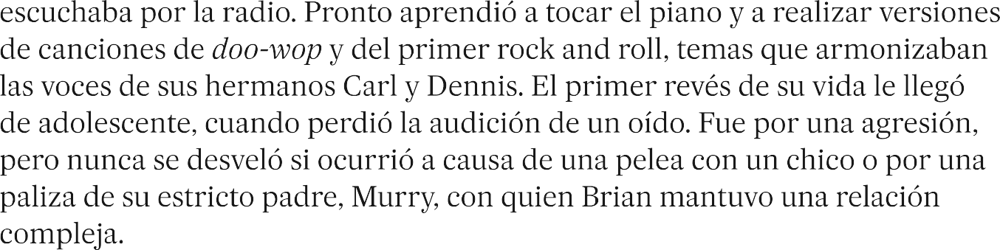 escuchaba por la radio. Pronto aprendió a tocar el piano y a realizar versiones
de canciones de doo-wop y del primer rock and roll, temas que armonizaban
las voces de sus hermanos Carl y Dennis. El primer revés de su vida le llegó
de adolescente, cuando perdió la audición de un oído. Fue por una agresión,
pero nunca se desveló si ocurrió a causa de una pelea con un chico o por una
paliza de su estricto padre, Murry, con quien Brian mantuvo una relación
compleja.